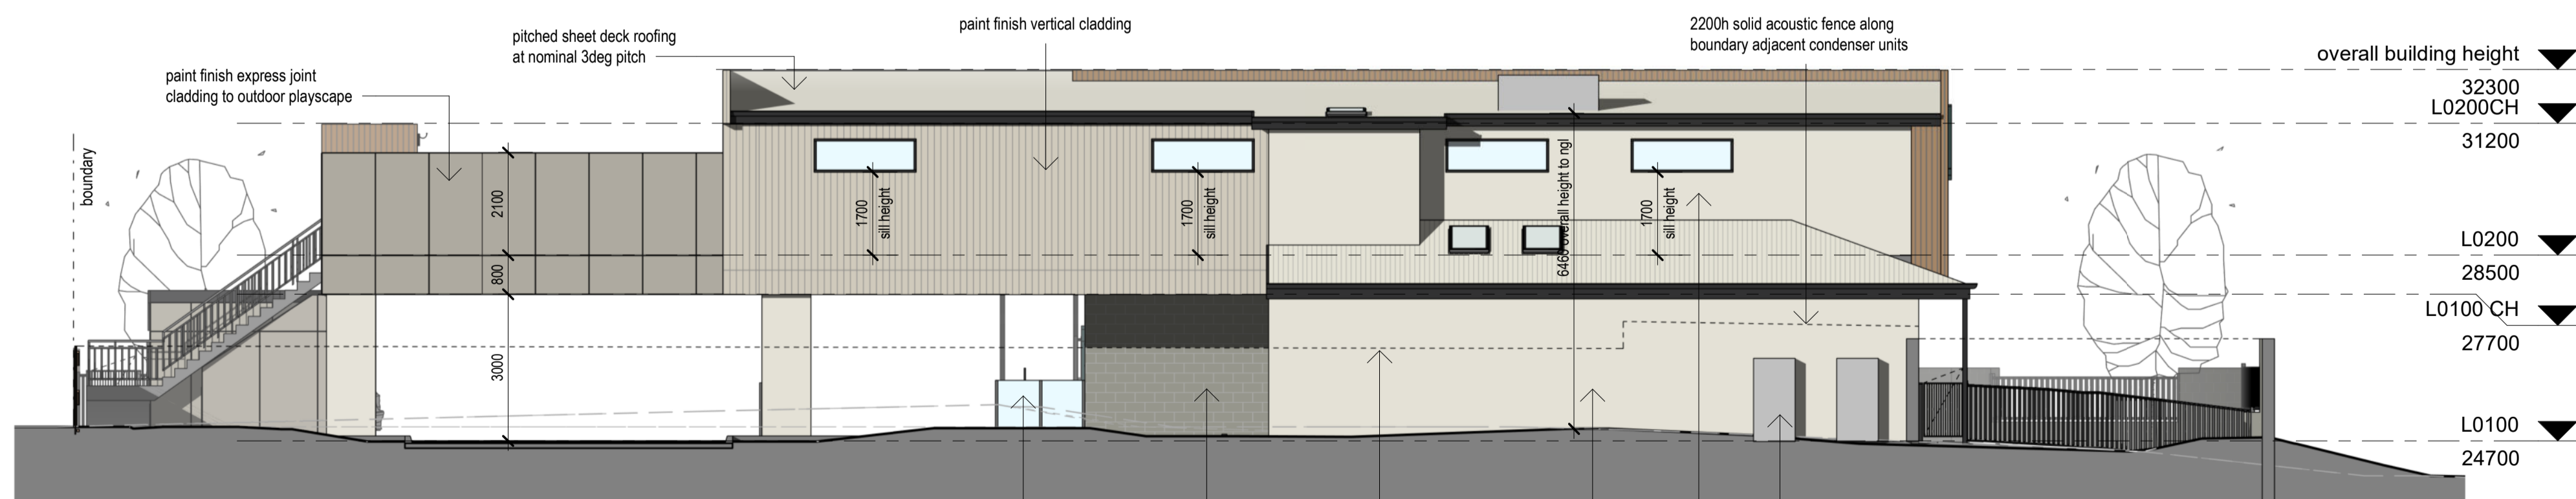 paint finish vertical cladding
2200h solid acoustic fence along
boundary adjacent condenser units
pitched sheet deck roofing
at nominal 3deg pitch
paint finish express joint
cladding to outdoor playscape
overall building height
32300
L0200CH
31200
L0200
28500
L0100 CH
27700
L0100
24700
boundary
2100
800
3000
1700
sill height
1700
sill height
overall height to ngl
1700
sill height